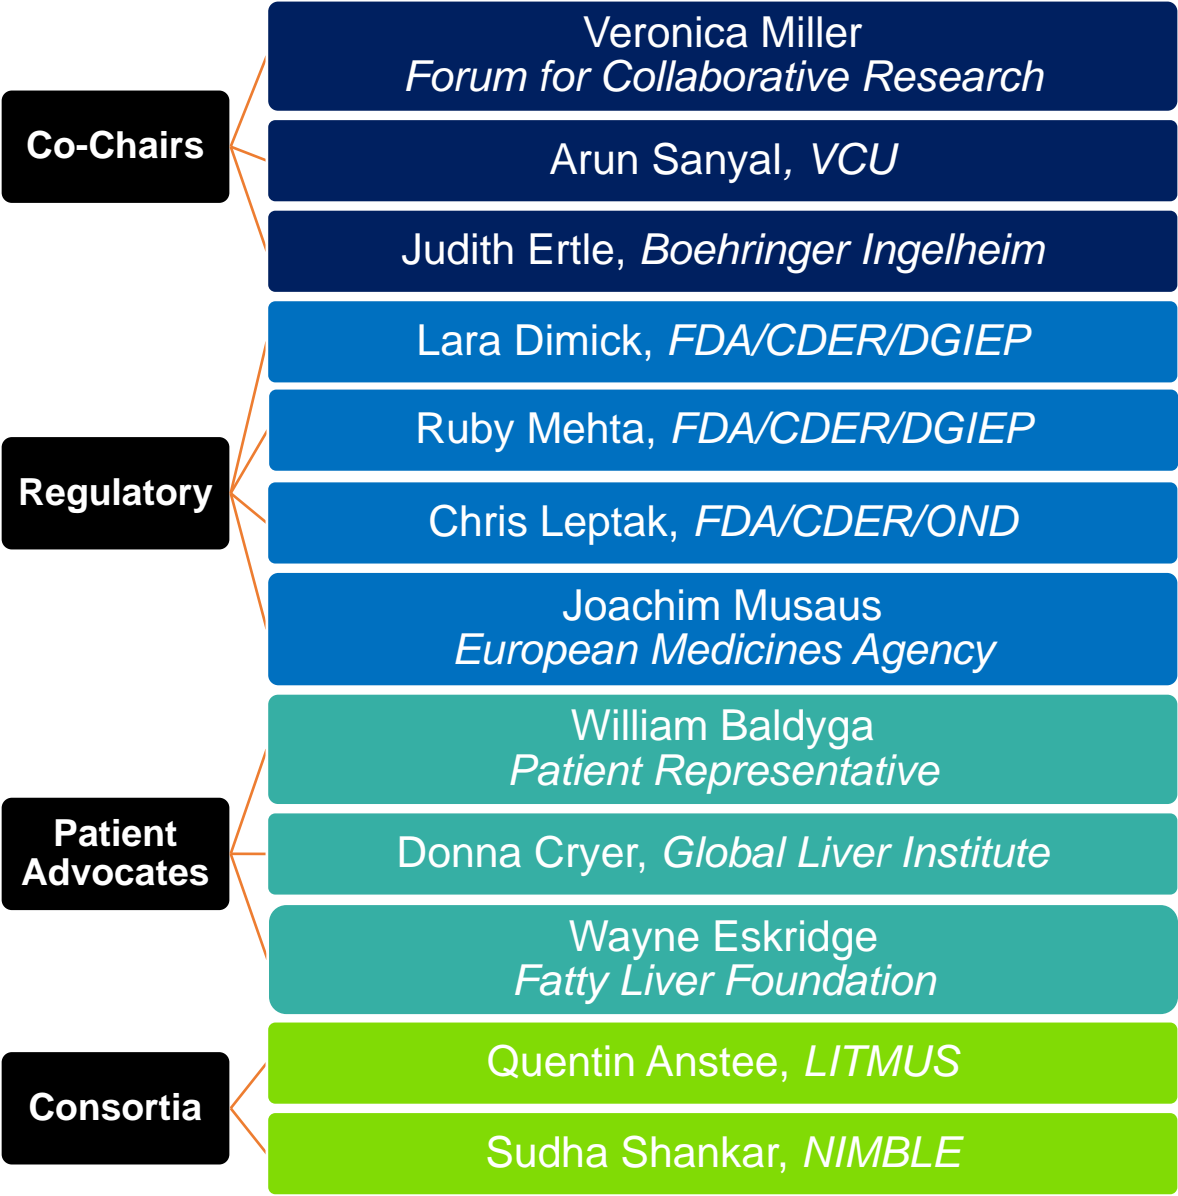 Co-Chairs
Veronica Miller
Forum for Collaborative Research
Arun Sanyal, VCU
Judith Ertle, Boehringer Ingelheim
Regulatory
Lara Dimick, FDA/CDER/DGIEP
Ruby Mehta, FDA/CDER/DGIEP
Chris Leptak, FDA/CDER/OND
Joachim Musaus
European Medicines Agency
Patient
Advocates
William Baldyga
Patient Representative
Donna Cryer, Global Liver Institute
Wayne Eskridge
Fatty Liver Foundation
Consortia
Quentin Anstee, LITMUS
Sudha Shankar, NIMBLE